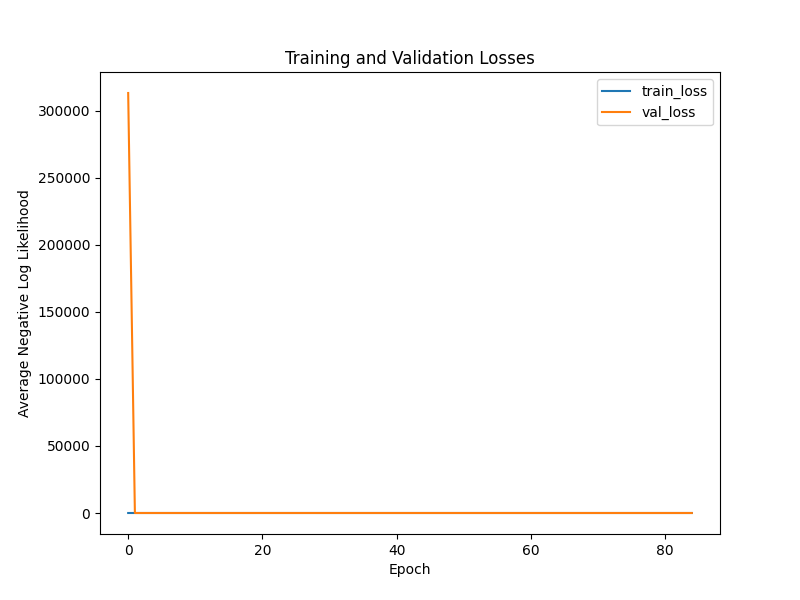 Training and Validation Losses
train_loss
val_loss
Average Negative Log Likelihood
300000
250000
200000
150000
100000
50000
0
0 20 40 60 80
Epoch